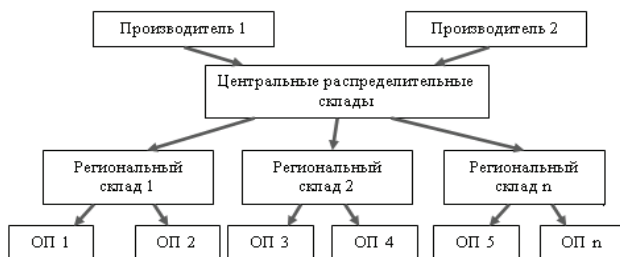 Производитель 1
Производитель 2
Центральные распределительные
склады
Региональный
склад 1
Региональный
склад 2
Региональный
склад n
ОП 1
ОП 2
ОП 3
ОП 4
ОП 5
ОП n